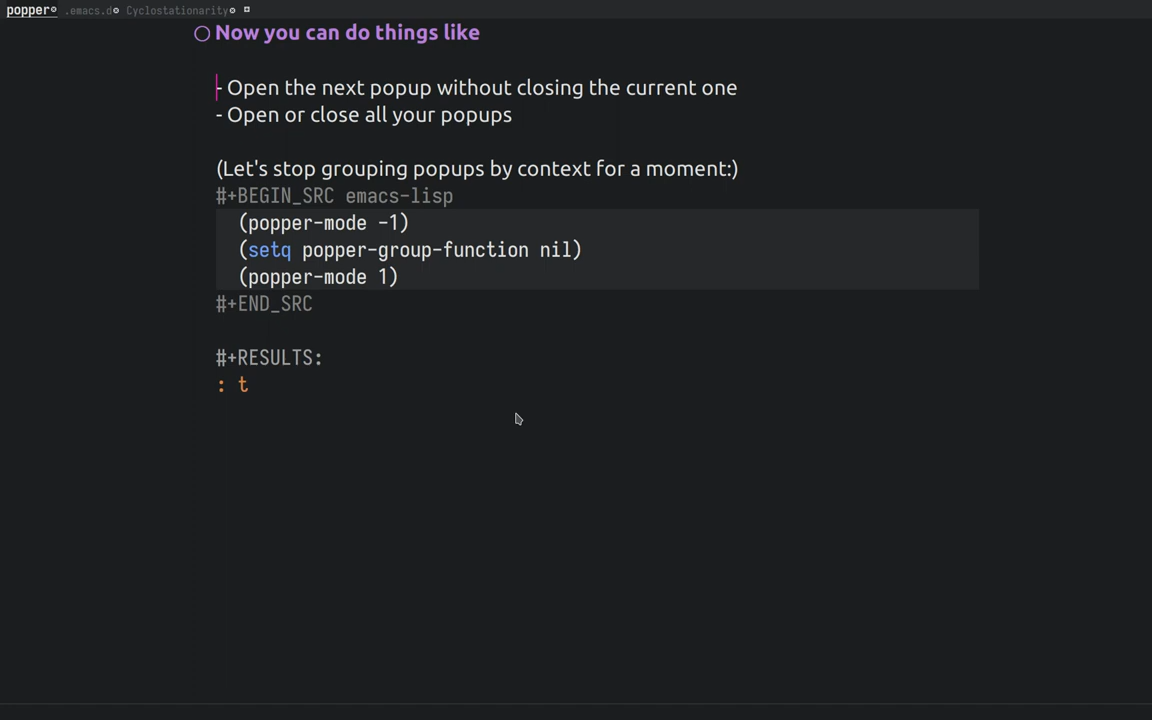 popper .emacs.d Cyclostationarity
Now you can do things like
- Open the next popup without closing the current one
- Open or close all your popups
(Let's stop grouping popups by context for a moment:)
#+BEGIN_SRC emacs-lisp
(popper-mode -1)
(setq popper-group-function nil)
(popper-mode 1)
#+END_SRC
#+RESULTS:
: t